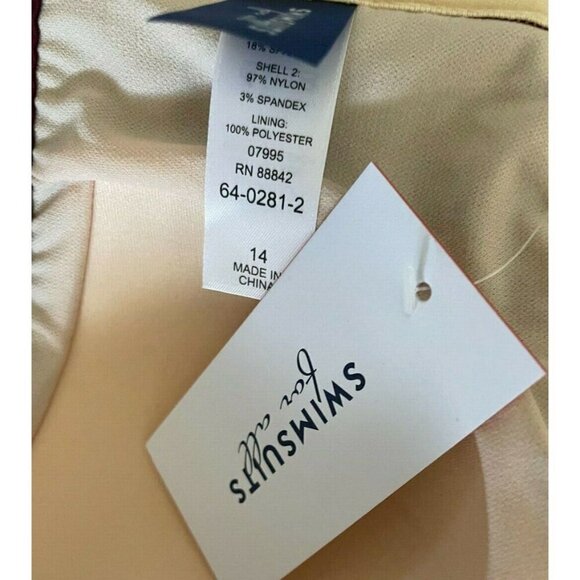 18%
SHELL 2:
97% NYLON
3% SPANDEX
LINING:
100% POLYESTER
07995
RN 88842
64-0281-2
14
MADE IN
CHINA
SWIMSUITS
for all